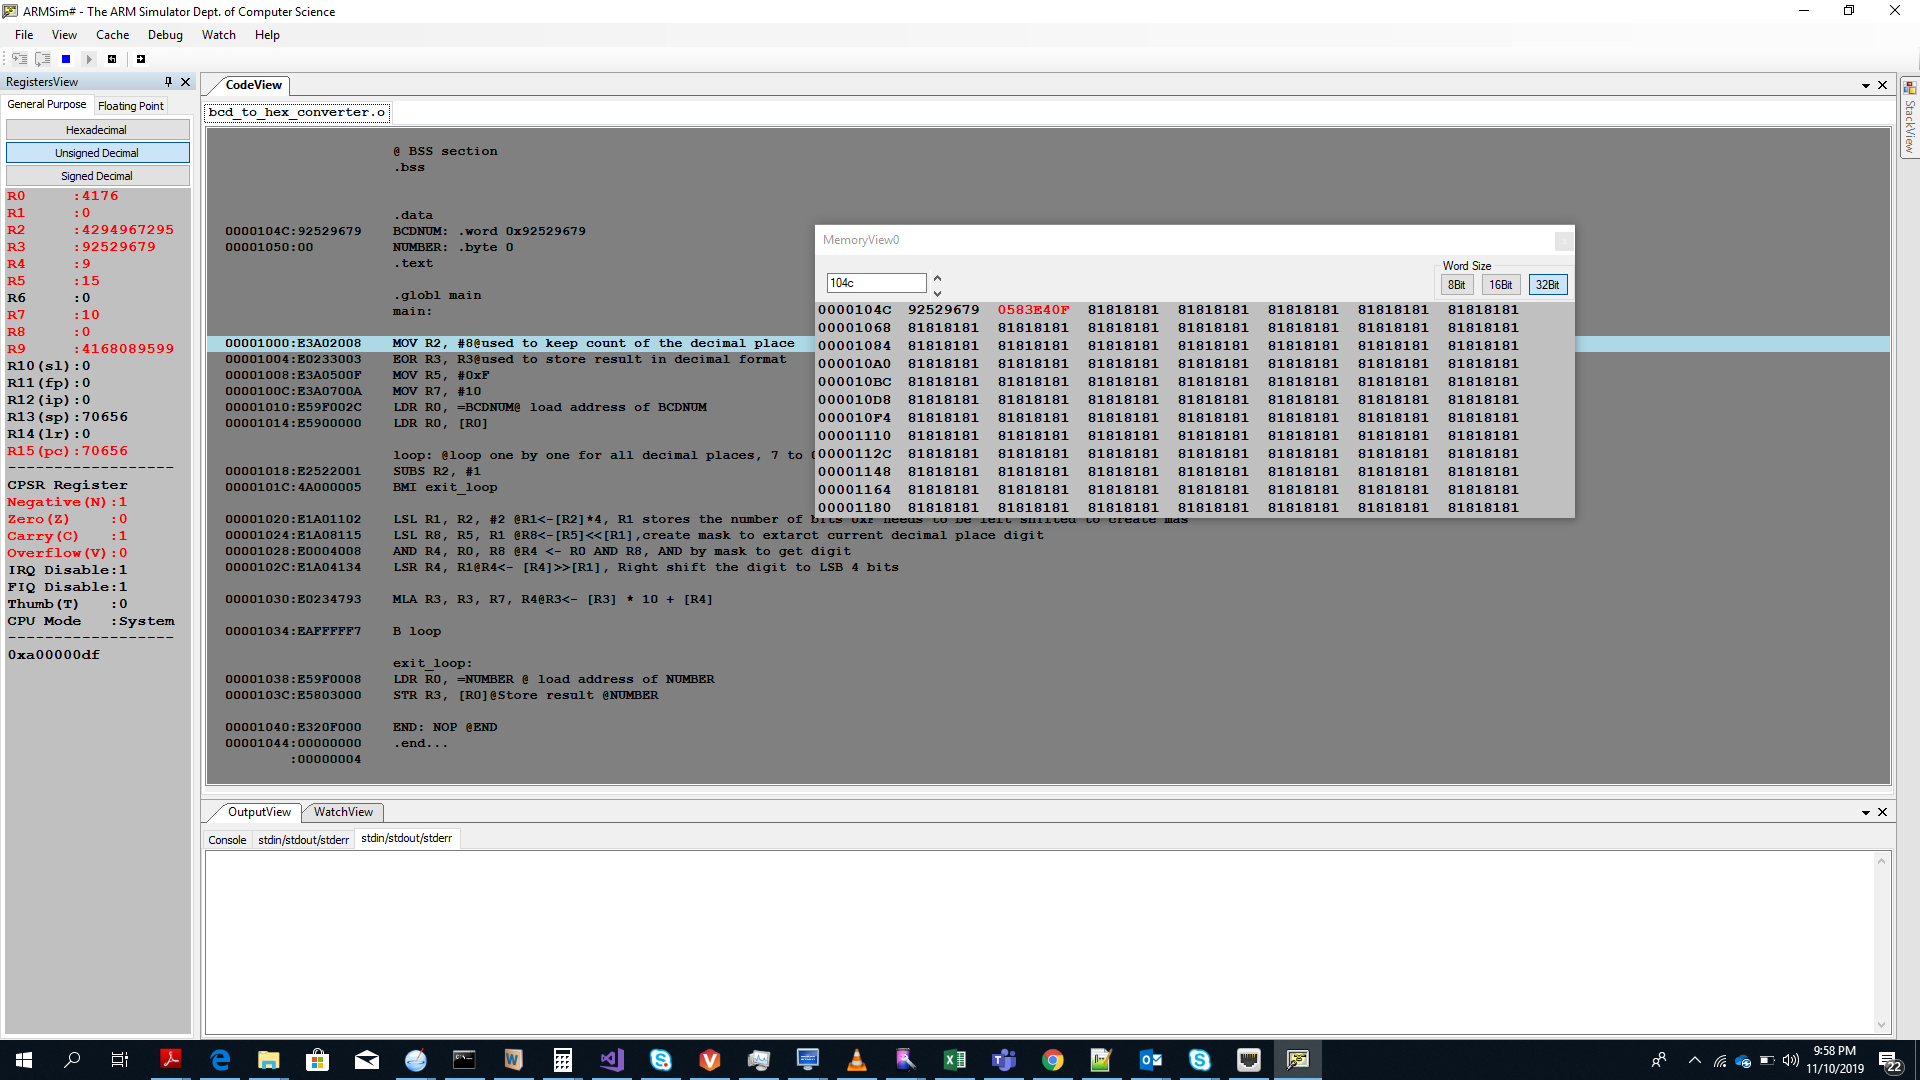 ARMSim# - The ARM Simulator Dept. of Computer Science
File View Cache Debug Watch Help
RegistersView
General Purpose Floating Point
Hexadecimal
Unsigned Decimal
Signed Decimal
R0 :4176
R1 :0
R2 :4294967295
R3 :92529679
R4 :9
R5 :15
R6 :0
R7 :10
R8 :0
R9 :4168089599
R10(sl):0
R11(fp):0
R12(ip):0
R13(sp):70656
R14(lr):0
R15(pc):70656
------------------
CPSR Register
Negative(N):1
Zero(Z) :0
Carry(C) :1
Overflow(V):0
IRQ Disable:1
FIQ Disable:1
Thumb(T) :0
CPU Mode :System
------------------
0xa00000df
CodeView
bcd_to_hex_converter.o
@ BSS section
.bss
.data
0000104C:92529679 BCDNUM: .word 0x92529679
00001050:00 NUMBER: .byte 0
.text
.globl main
main:
00001000:E3A02008 MOV R2, #8@used to keep count of the decimal place
00001004:E0233003 EOR R3, R3@used to store result in decimal format
00001008:E3A0500F MOV R5, #0xF
0000100C:E3A0700A MOV R7, #10
00001010:E59F002C LDR R0, =BCDNUM@ load address of BCDNUM
00001014:E5900000 LDR R0, [R0]
loop: @loop one by one for all decimal places, 7 to
00001018:E2522001 SUBS R2, #1
0000101C:4A000005 BMI exit_loop
00001020:E1A01102 LSL R1, R2, #2 @R1<-[R2]*4, R1 stores the number of bits 0xF needs to be left shifted to create mas
00001024:E1A08115 LSL R8, R5, R1 @R8<-[R5]<<[R1],create mask to extarct current decimal place digit
00001028:E0004008 AND R4, R0, R8 @R4 <- R0 AND R8, AND by mask to get digit
0000102C:E1A04134 LSR R4, R1@R4<- [R4]>>[R1], Right shift the digit to LSB 4 bits
00001030:E0234793 MLA R3, R3, R7, R4@R3<- [R3] * 10 + [R4]
00001034:EAFFFFF7 B loop
exit_loop:
00001038:E59F0008 LDR R0, =NUMBER @ load address of NUMBER
0000103C:E5803000 STR R3, [R0]@Store result @NUMBER
00001040:E320F000 END: NOP @END
00001044:00000000 .end...
:00000004
MemoryView0
104c
Word Size
8Bit 16Bit 32Bit
0000104C 92529679 0583E40F 81818181 81818181 81818181 81818181 81818181
00001068 81818181 81818181 81818181 81818181 81818181 81818181 81818181
00001084 81818181 81818181 81818181 81818181 81818181 81818181 81818181
000010A0 81818181 81818181 81818181 81818181 81818181 81818181 81818181
000010BC 81818181 81818181 81818181 81818181 81818181 81818181 81818181
000010D8 81818181 81818181 81818181 81818181 81818181 81818181 81818181
000010F4 81818181 81818181 81818181 81818181 81818181 81818181 81818181
00001110 81818181 81818181 81818181 81818181 81818181 81818181 81818181
0000112C 81818181 81818181 81818181 81818181 81818181 81818181 81818181
00001148 81818181 81818181 81818181 81818181 81818181 81818181 81818181
00001164 81818181 81818181 81818181 81818181 81818181 81818181 81818181
00001180 81818181 81818181 81818181 81818181 81818181 81818181 81818181
StackView
OutputView WatchView
Console stdin/stdout/stderr stdin/stdout/stderr
9:58 PM
11/10/2019
22